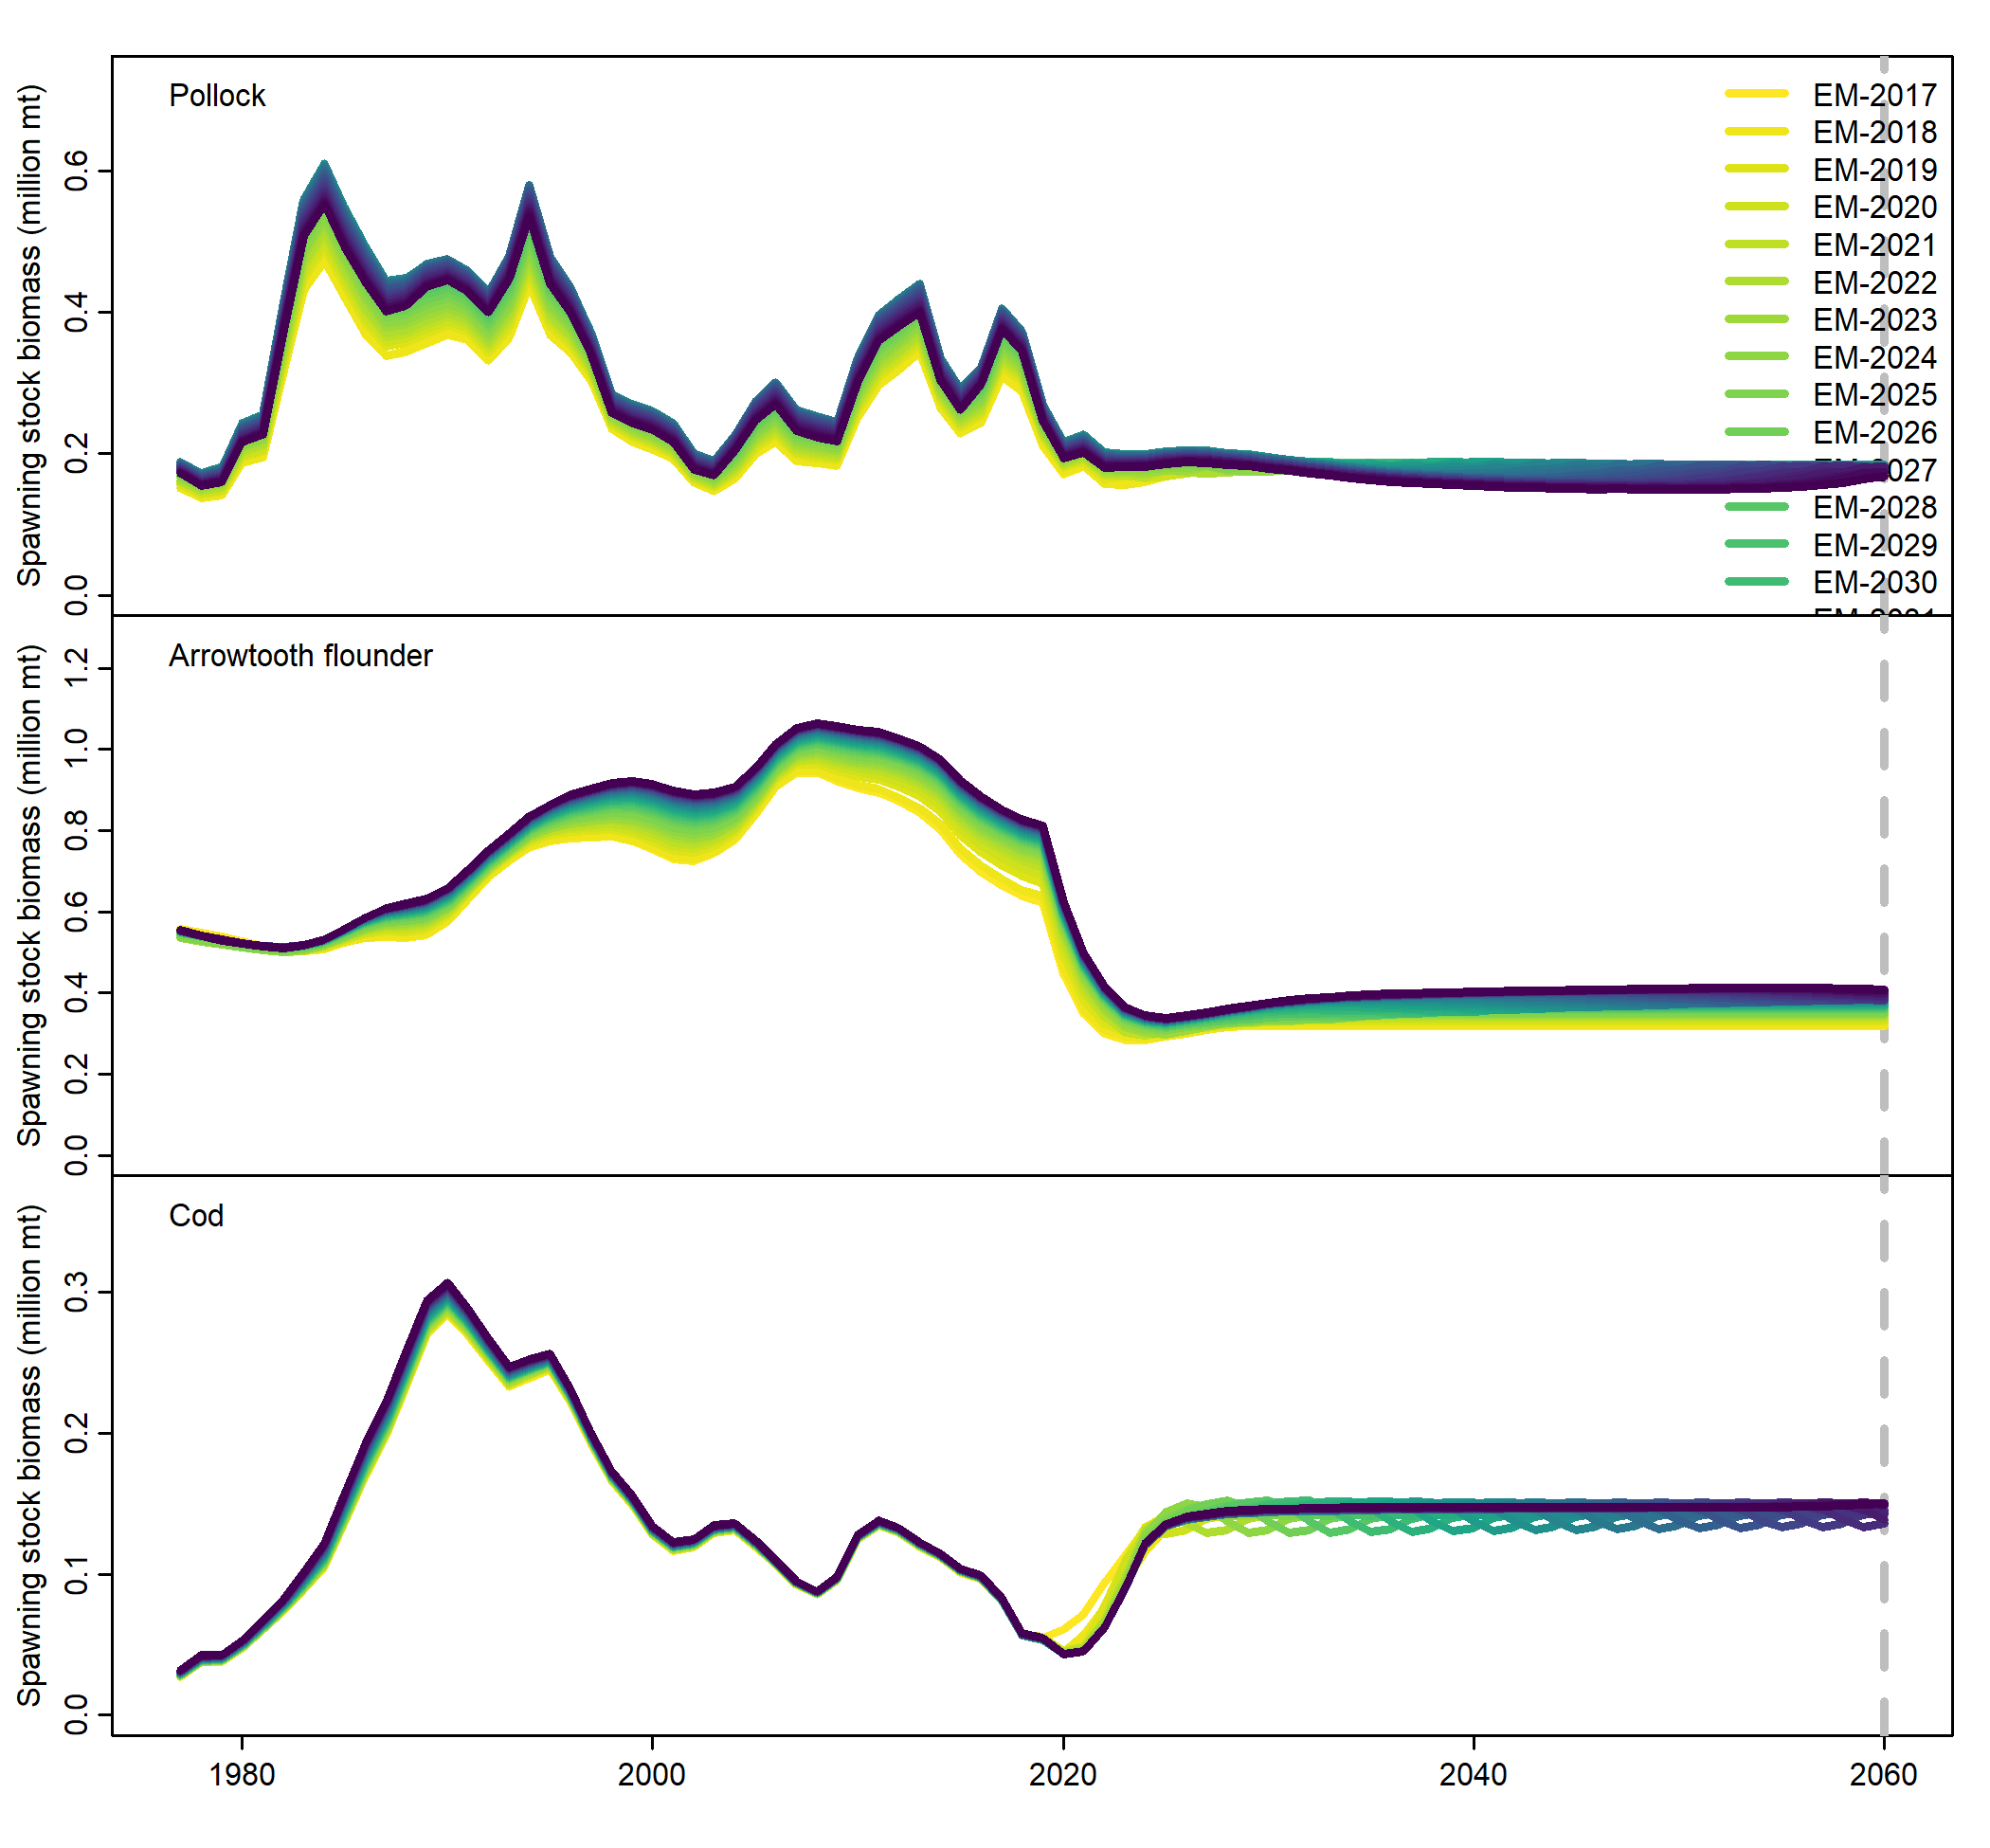 Spawning stock biomass (million mt)
0.0 0.2 0.4 0.6
Pollock
EM-2017
EM-2018
EM-2019
EM-2020
EM-2021
EM-2022
EM-2023
EM-2024
EM-2025
EM-2026
027
EM-2028
EM-2029
EM-2030
Spawning stock biomass (million mt)
0.0 0.2 0.4 0.6 0.8 1.0 1.2
Arrowtooth flounder
Spawning stock biomass (million mt)
0.0 0.1 0.2 0.3
Cod
1980 2000 2020 2040 2060